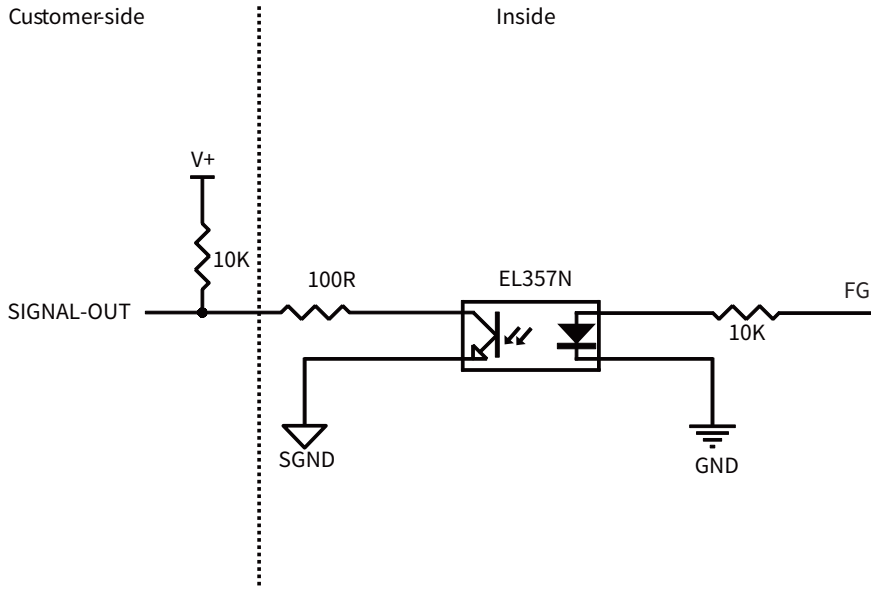 Customer-side
Inside
V+
10K
100R
EL357N
SIGNAL-OUT
FG
10K
SGND
GND